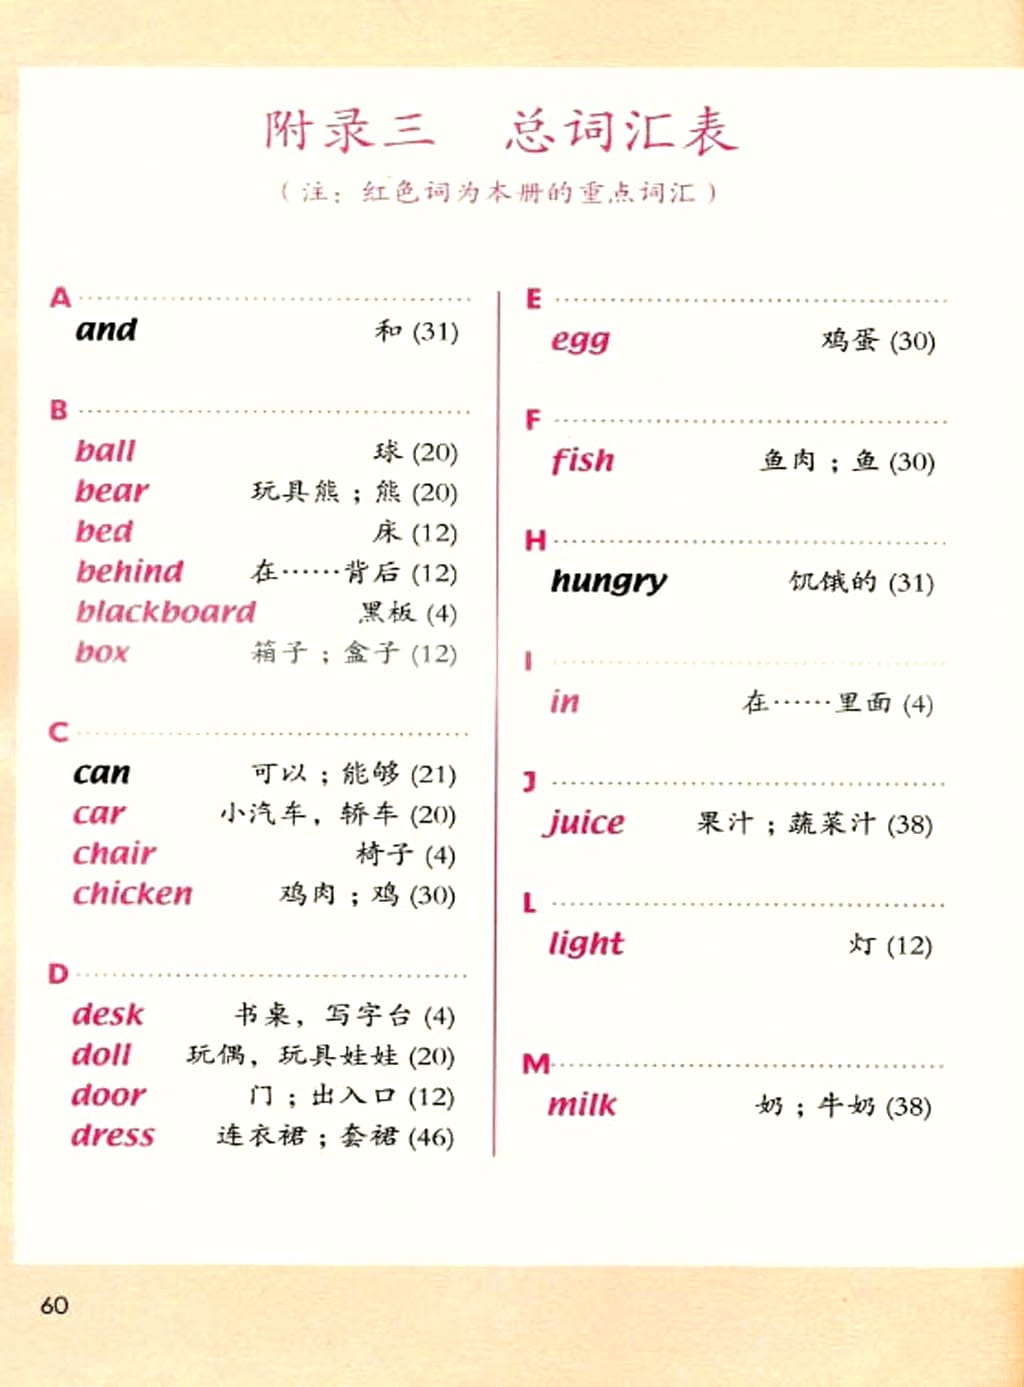 附录三 总词汇表
（注：红色词为本册的重点词汇）
A
and 和 (31)
B
ball 球 (20)
bear 玩具熊；熊 (20)
bed 床 (12)
behind 在……背后 (12)
blackboard 黑板 (4)
box 箱子；盒子 (12)
C
can 可以；能够 (21)
car 小汽车，轿车 (20)
chair 椅子 (4)
chicken 鸡肉；鸡 (30)
D
desk 书桌，写字台 (4)
doll 玩偶，玩具娃娃 (20)
door 门；出入口 (12)
dress 连衣裙；套裙 (46)
E
egg 鸡蛋 (30)
F
fish 鱼肉；鱼 (30)
H
hungry 饥饿的 (31)
I
in 在……里面 (4)
J
juice 果汁；蔬菜汁 (38)
L
light 灯 (12)
M
milk 奶；牛奶 (38)
60